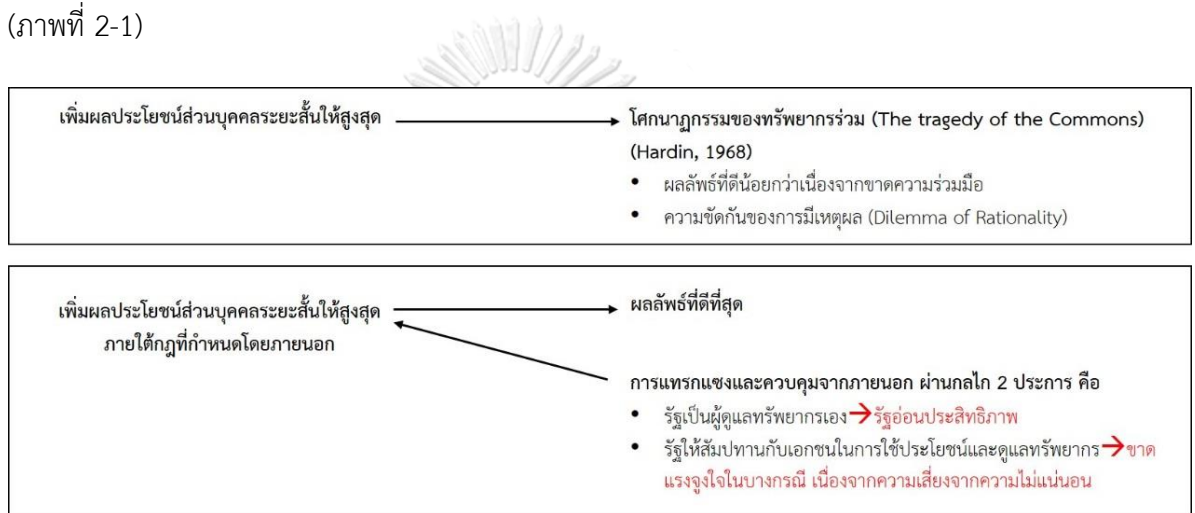 (ภาพที่ 2-1)
เพิ่มผลประโยชน์ส่วนบุคคลระยะสั้นให้สูงสุด
โศกนาฏกรรมของทรัพยากรร่วม (The tragedy of the Commons)
(Hardin, 1968)
• ผลลัพธ์ที่ดีน้อยกว่าเนื่องจากขาดความร่วมมือ
• ความขัดกันของการมีเหตุผล (Dilemma of Rationality)
เพิ่มผลประโยชน์ส่วนบุคคลระยะสั้นให้สูงสุด
ภายใต้กฎที่กำหนดโดยภายนอก
ผลลัพธ์ที่ดีที่สุด
การแทรกแซงและควบคุมจากภายนอก ผ่านกลไก 2 ประการ คือ
• รัฐเป็นผู้ดูแลทรัพยากรเอง→รัฐอ่อนประสิทธิภาพ
• รัฐให้สัมปทานกับเอกชนในการใช้ประโยชน์และดูแลทรัพยากร→ขาด
แรงจูงใจในบางกรณี เนื่องจากความเสี่ยงจากความไม่แน่นอน